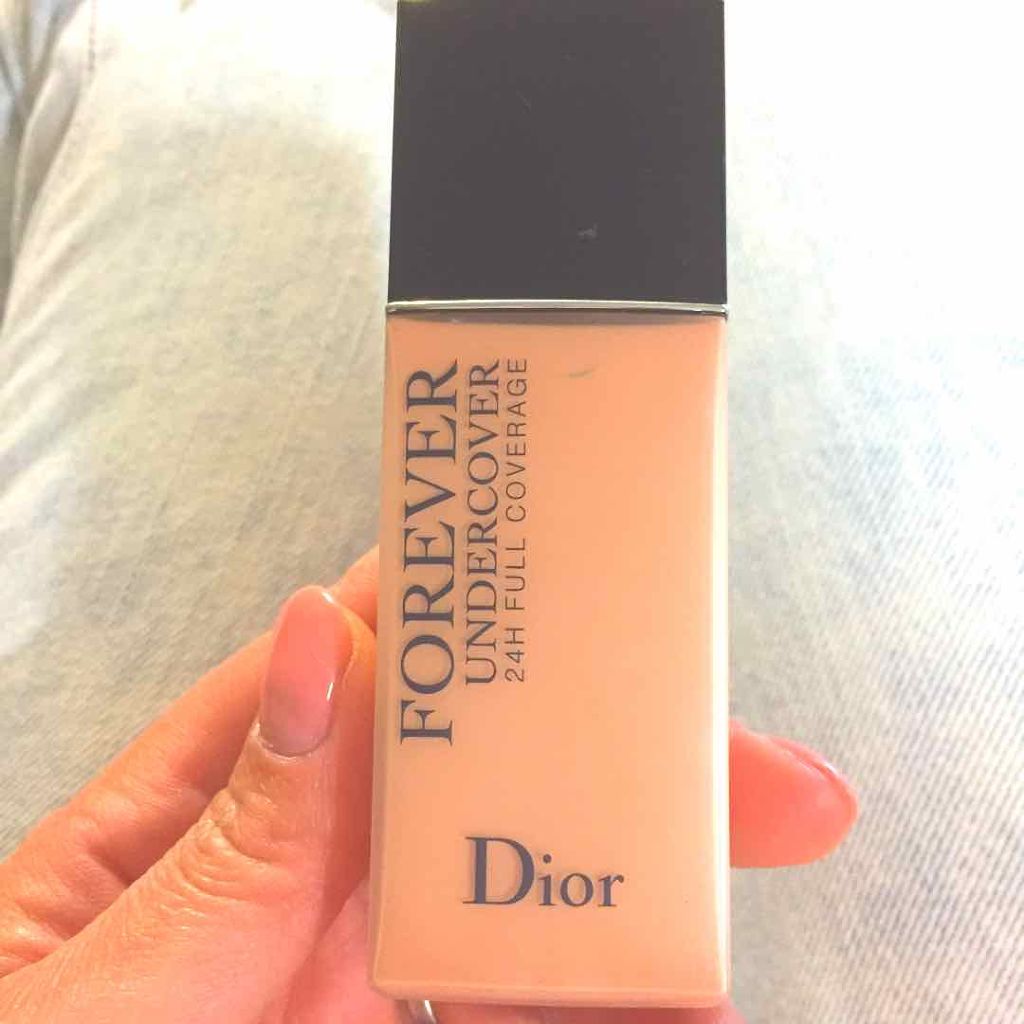 FOREVER
UNDERCOVER
24H FULL COVERAGE
Dior